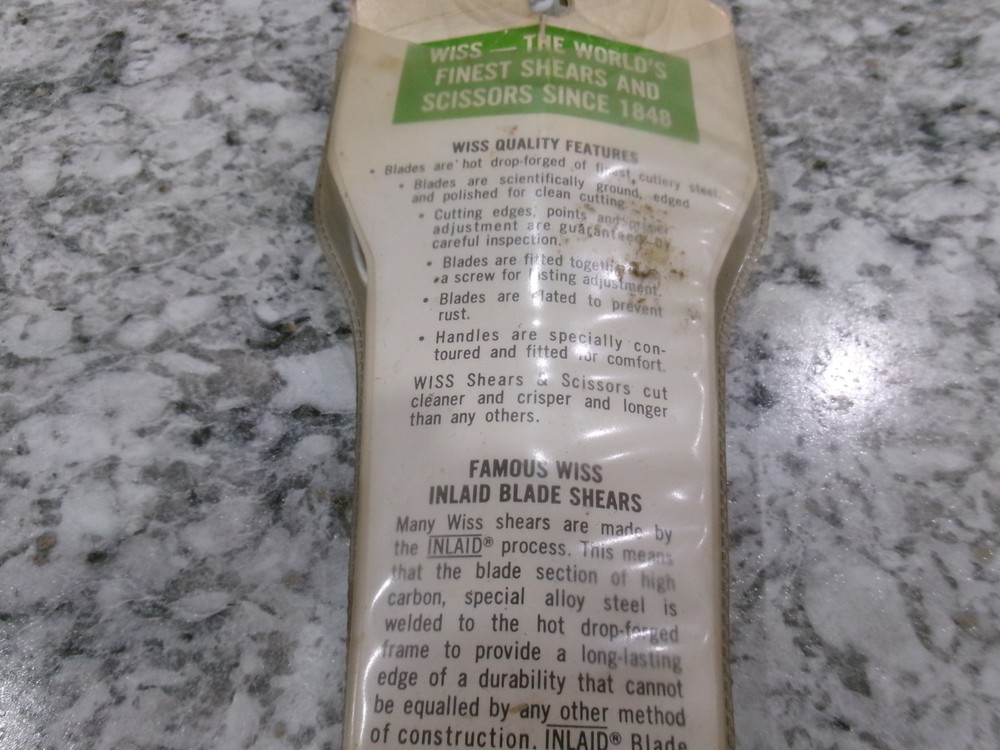 WISS — THE WORLD'S
FINEST SHEARS AND
SCISSORS SINCE 1848
WISS QUALITY FEATURES
• Blades are hot drop-forged of finest cutlery steel.
• Blades are scientifically ground, edged
and polished for clean cutting.
• Cutting edges, points and proper
adjustment are guaranteed by
careful inspection.
• Blades are fitted together
a screw for lasting adjustment.
• Blades are plated to prevent
rust.
• Handles are specially con-
toured and fitted for comfort.
WISS Shears & Scissors cut
cleaner and crisper and longer
than any others.
FAMOUS WISS
INLAID BLADE SHEARS
Many Wiss shears are made by
the INLAID® process. This means
that the blade section of high
carbon, special alloy steel is
welded to the hot drop-forged
frame to provide a long-lasting
edge of a durability that cannot
be equalled by any other method
of construction. INLAID® Blade